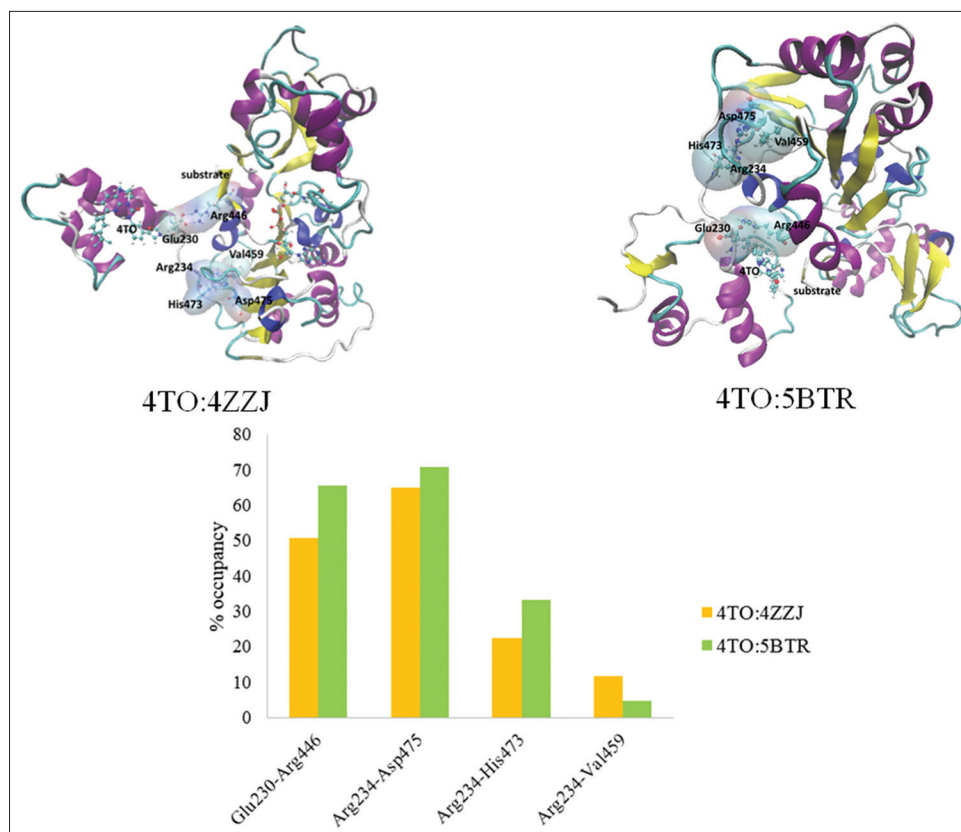 substrate
Arg446
4TO
Glu230
Val459
Arg234
His473
Asp475
4TO:4ZZJ
Asp475
Val459
His473
Arg234
Glu230
Arg446
4TO
substrate
4TO:5BTR
80
70
60
50
40
30
20
10
0
% occupancy
Glu230-Arg446
Arg234-Asp475
Arg234-His473
Arg234-Val459
4TO:4ZZJ
4TO:5BTR